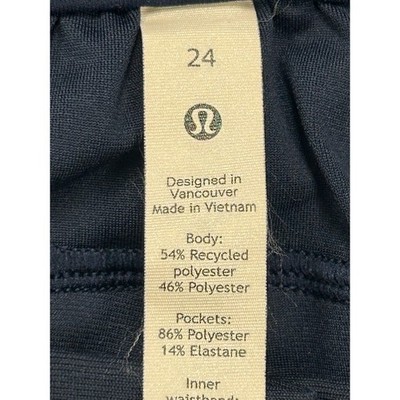 24
Designed in
Vancouver
Made in Vietnam
Body:
54% Recycled
polyester
46% Polyester
Pockets:
86% Polyester
14% Elastane
Inner
waistband: